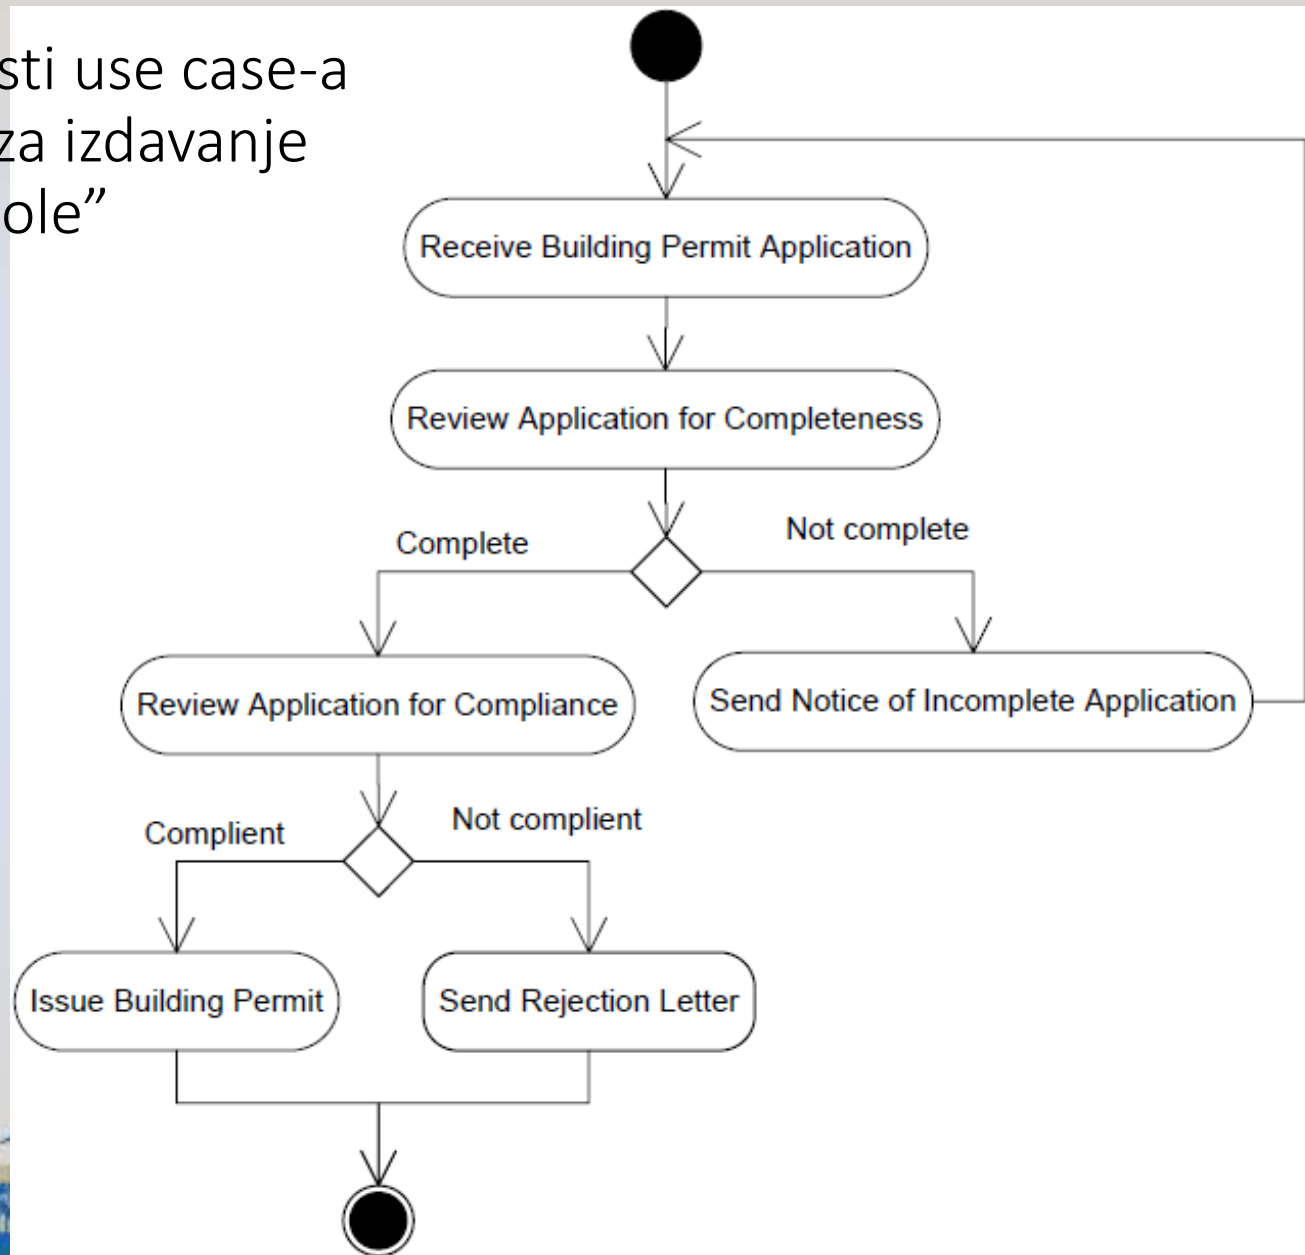 sti use case-a
za izdavanje
ole”
Receive Building Permit Application
Review Application for Completeness
Complete
Not complete
Review Application for Compliance
Send Notice of Incomplete Application
Complient
Not complient
Issue Building Permit
Send Rejection Letter